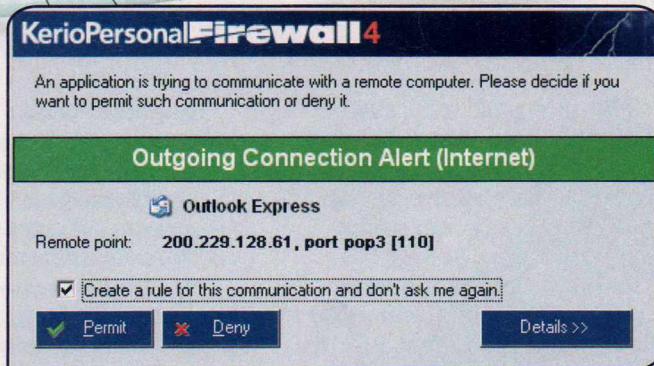 KerioPersonalFirewall4
An application is trying to communicate with a remote computer. Please decide if you
want to permit such communication or deny it.
Outgoing Connection Alert (Internet)
Outlook Express
Remote point: 200.229.128.61, port pop3 [110]
Create a rule for this communication and don't ask me again.
Permit Deny Details >>